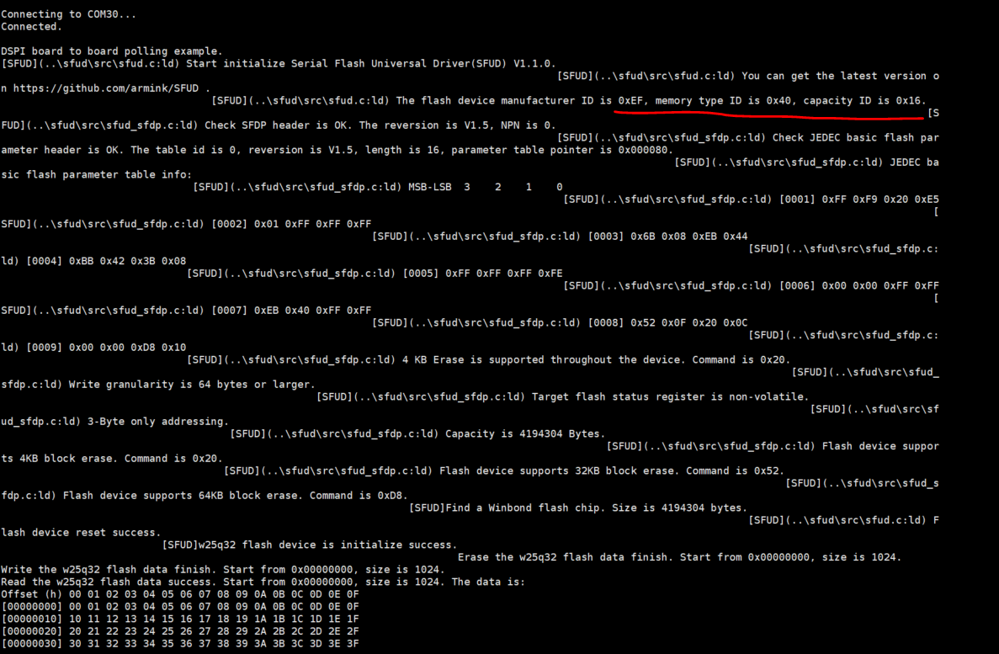 Connecting to COM30...
Connected.
DSPI board to board polling example.
[SFUD](..\sfud\src\sfud.c:ld) Start initialize Serial Flash Universal Driver(SFUD) V1.1.0.
[SFUD](..\sfud\src\sfud.c:ld) You can get the latest version o
n https://github.com/armink/SFUD .
[SFUD](..\sfud\src\sfud.c:ld) The flash device manufacturer ID is 0xEF, memory type ID is 0x40, capacity ID is 0x16.
[S
FUD](..\sfud\src\sfud_sfdp.c:ld) Check SFDP header is OK. The reversion is V1.5, NPN is 0.
[SFUD](..\sfud\src\sfud_sfdp.c:ld) Check JEDEC basic flash par
ameter header is OK. The table id is 0, reversion is V1.5, length is 16, parameter table pointer is 0x000080.
[SFUD](..\sfud\src\sfud_sfdp.c:ld) JEDEC ba
sic flash parameter table info:
[SFUD](..\sfud\src\sfud_sfdp.c:ld) MSB-LSB  3    2    1    0
[SFUD](..\sfud\src\sfud_sfdp.c:ld) [0001] 0xFF 0xF9 0x20 0xE5
[
SFUD](..\sfud\src\sfud_sfdp.c:ld) [0002] 0x01 0xFF 0xFF 0xFF
[SFUD](..\sfud\src\sfud_sfdp.c:ld) [0003] 0x6B 0x08 0xEB 0x44
[SFUD](..\sfud\src\sfud_sfdp.c:
ld) [0004] 0xBB 0x42 0x3B 0x08
[SFUD](..\sfud\src\sfud_sfdp.c:ld) [0005] 0xFF 0xFF 0xFF 0xFE
[SFUD](..\sfud\src\sfud_sfdp.c:ld) [0006] 0x00 0x00 0xFF 0xFF
[
SFUD](..\sfud\src\sfud_sfdp.c:ld) [0007] 0xEB 0x40 0xFF 0xFF
[SFUD](..\sfud\src\sfud_sfdp.c:ld) [0008] 0x52 0x0F 0x20 0x0C
[SFUD](..\sfud\src\sfud_sfdp.c:
ld) [0009] 0x00 0x00 0xD8 0x10
[SFUD](..\sfud\src\sfud_sfdp.c:ld) 4 KB Erase is supported throughout the device. Command is 0x20.
[SFUD](..\sfud\src\sfud_
sfdp.c:ld) Write granularity is 64 bytes or larger.
[SFUD](..\sfud\src\sfud_sfdp.c:ld) Target flash status register is non-volatile.
[SFUD](..\sfud\src\sf
ud_sfdp.c:ld) 3-Byte only addressing.
[SFUD](..\sfud\src\sfud_sfdp.c:ld) Capacity is 4194304 Bytes.
[SFUD](..\sfud\src\sfud_sfdp.c:ld) Flash device suppor
ts 4KB block erase. Command is 0x20.
[SFUD](..\sfud\src\sfud_sfdp.c:ld) Flash device supports 32KB block erase. Command is 0x52.
[SFUD](..\sfud\src\sfud_s
fdp.c:ld) Flash device supports 64KB block erase. Command is 0xD8.
[SFUD]Find a Winbond flash chip. Size is 4194304 bytes.
[SFUD](..\sfud\src\sfud.c:ld) F
lash device reset success.
[SFUD]w25q32 flash device is initialize success.
Erase the w25q32 flash data finish. Start from 0x00000000, size is 1024.
Write the w25q32 flash data finish. Start from 0x00000000, size is 1024.
Read the w25q32 flash data success. Start from 0x00000000, size is 1024. The data is:
Offset (h) 00 01 02 03 04 05 06 07 08 09 0A 0B 0C 0D 0E 0F
[00000000] 00 01 02 03 04 05 06 07 08 09 0A 0B 0C 0D 0E 0F
[00000010] 10 11 12 13 14 15 16 17 18 19 1A 1B 1C 1D 1E 1F
[00000020] 20 21 22 23 24 25 26 27 28 29 2A 2B 2C 2D 2E 2F
[00000030] 30 31 32 33 34 35 36 37 38 39 3A 3B 3C 3D 3E 3F